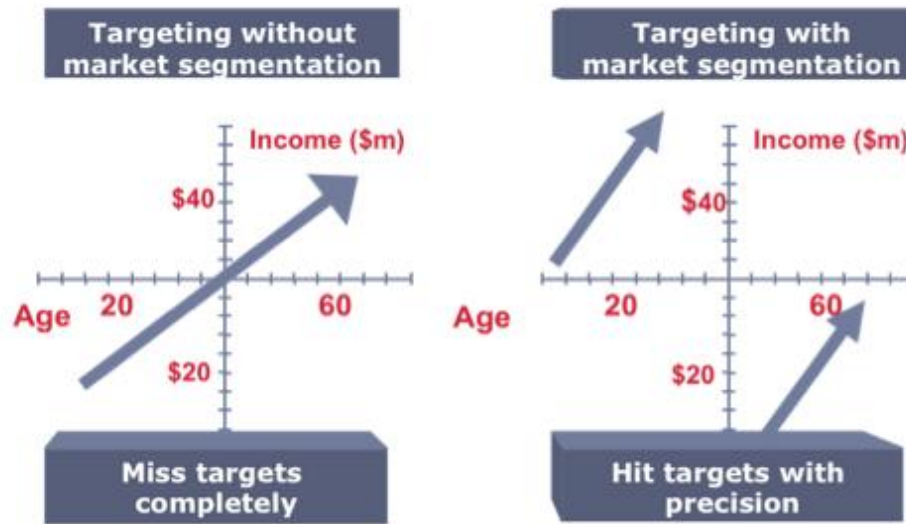 Targeting without
market segmentation
Income ($m)
$40
20
60
Age
$20
Miss targets
completely
Targeting with
market segmentation
Income ($m)
$40
20
60
Age
$20
Hit targets with
precision